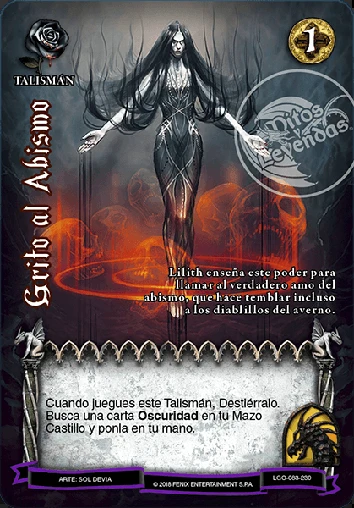 TALISMAN
1
Mitos y
Leyendas
Grito al Abismo
Lilith enseña este poder para
llamar al verdadero amo del
abismo, que hace temblar incluso
a los diablillos del averno.
Cuando juegues este Talismán, Destiérralo.
Busca una carta Oscuridad en tu Mazo
Castillo y ponla en tu mano.
ARTE: SOL DEVIA
© 2018 FENIX ENTERTAINMENT S.P.A